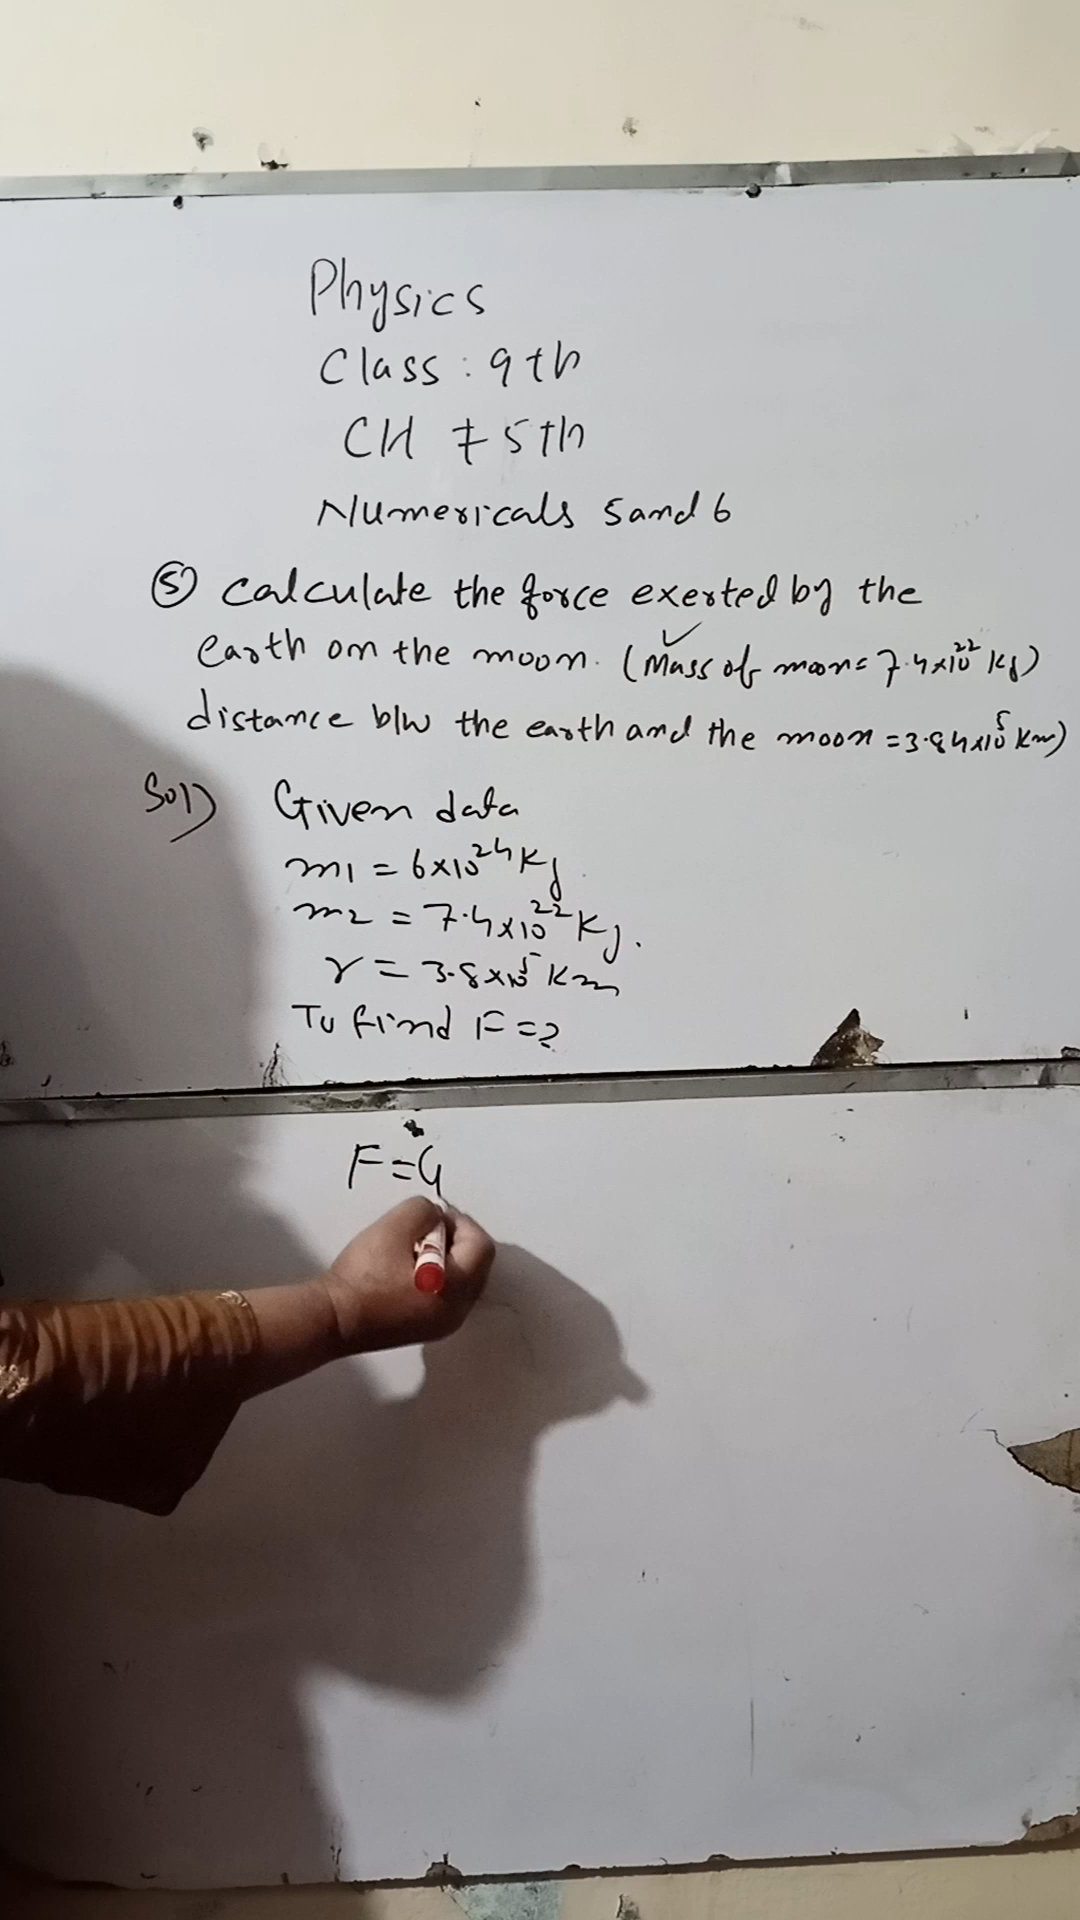 Physics
Class: 9th
CH # 5th
Numericals 5 and 6
⑤ Calculate the force exerted by the
earth on the moon. (Mass of moon = 7.4×10²² kg)
distance b/w the earth and the moon = 3.84×10⁵ km)
Sol)
Given data
m1 = 6×10²⁴ Kg
m2 = 7.4×10²² Kg.
r = 3.8×10⁵ Km
To find F = ?
F = G